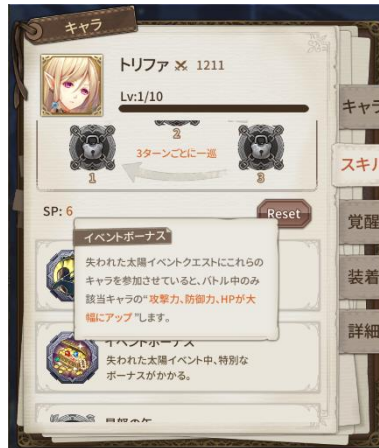 キャラ
トリファ 1211
Lv:1/10
キャラ
2
3ターンごとに一巡
1
3
スキル
SP: 6
Reset
覚醒
イベントボーナス
失われた太陽イベントクエストにこれらの
キャラを参加させていると、バトル中のみ
該当キャラの"攻撃力、防御力、HPが大
幅にアップ"します。
装着
イベントボーナス
失われた太陽イベント中、特別な
ボーナスがかかる。
詳細